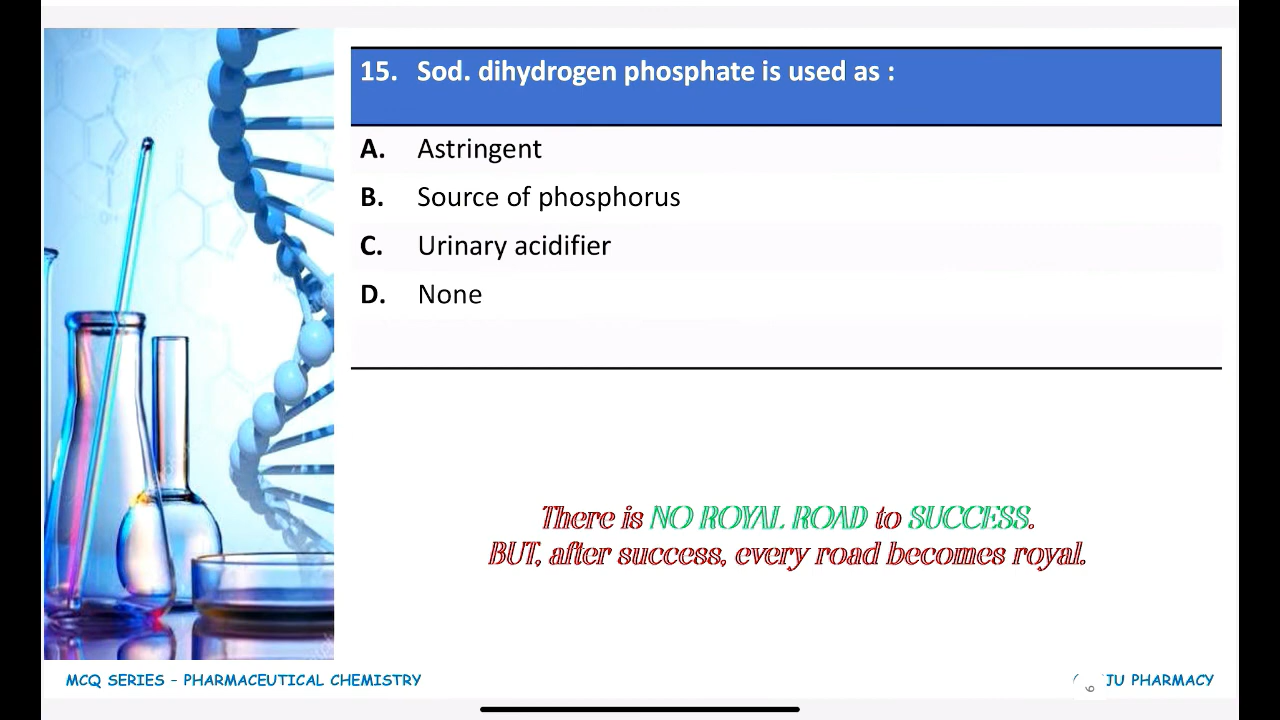 15. Sod. dihydrogen phosphate is used as :
A. Astringent
B. Source of phosphorus
C. Urinary acidifier
D. None
There is NO ROYAL ROAD to SUCCESS.
BUT, after success, every road becomes royal.
MCQ SERIES - PHARMACEUTICAL CHEMISTRY
PHARMACY